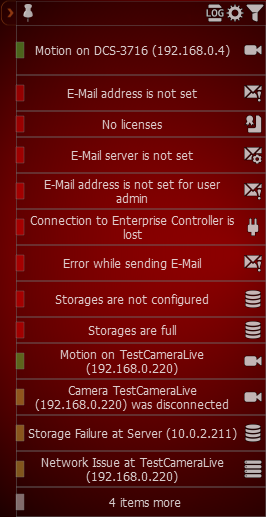 LOG
Motion on DCS-3716 (192.168.0.4)
E-Mail address is not set
No licenses
E-Mail server is not set
E-Mail address is not set for user
admin
Connection to Enterprise Controller is
lost
Error while sending E-Mail
Storages are not configured
Storages are full
Motion on TestCameraLive
(192.168.0.220)
Camera TestCameraLive
(192.168.0.220) was disconnected
Storage Failure at Server (10.0.2.211)
Network Issue at TestCameraLive
(192.168.0.220)
4 items more